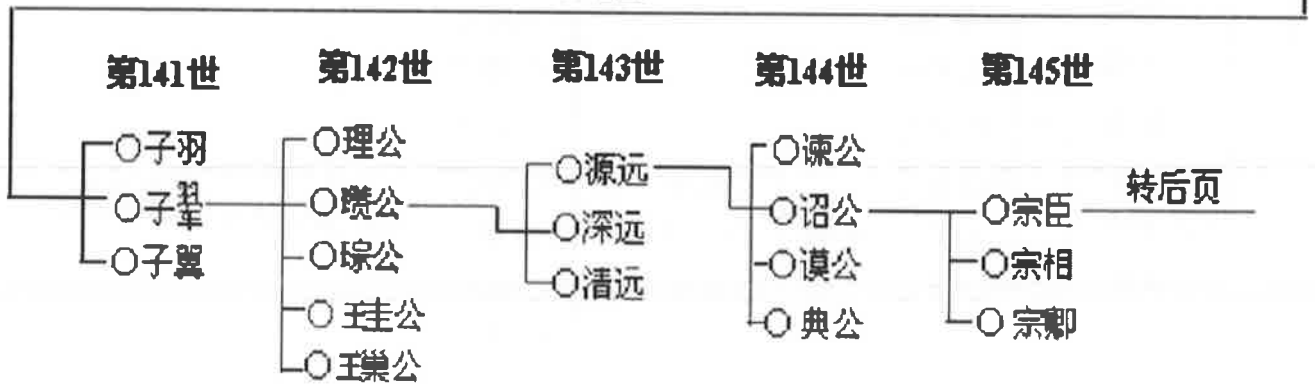 第141世
○子羽
○子翚
○子翼
第142世
○理公
○瓒公
○琮公
○王圭公
○王巢公
第143世
○源远
○深远
○清远
第144世
○谏公
○诏公
○谟公
○典公
第145世
○宗臣
○宗相
○宗卿
转后页